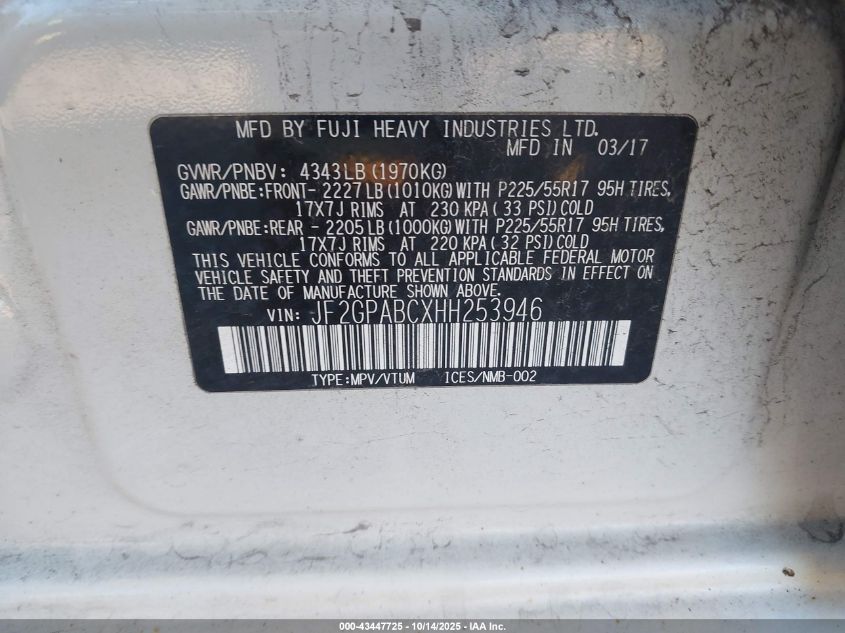 MFD BY FUJI HEAVY INDUSTRIES LTD.
MFD IN 03/17
GVWR/PNBV: 4343LB(1970KG)
GAWR/PNBE:FRONT- 2227LB(1010KG)WITH P225/55R17 95H TIRES,
17X7J RIMS AT 230 KPA( 33 PSI)COLD
GAWR/PNBE:REAR - 2205LB(1000KG)WITH P225/55R17 95H TIRES,
17X7J RIMS AT 220 KPA( 32 PSI)COLD
THIS VEHICLE CONFORMS TO ALL APPLICABLE FEDERAL MOTOR
VEHICLE SAFETY AND THEFT PREVENTION STANDARDS IN EFFECT ON
THE DATE OF MANUFACTURE SHOWN ABOVE.
VIN: JF2GPABCXHH253946
TYPE:MPV/VTUM ICES/NMB-002
000-43447725 - 10/14/2025 - IAA Inc.